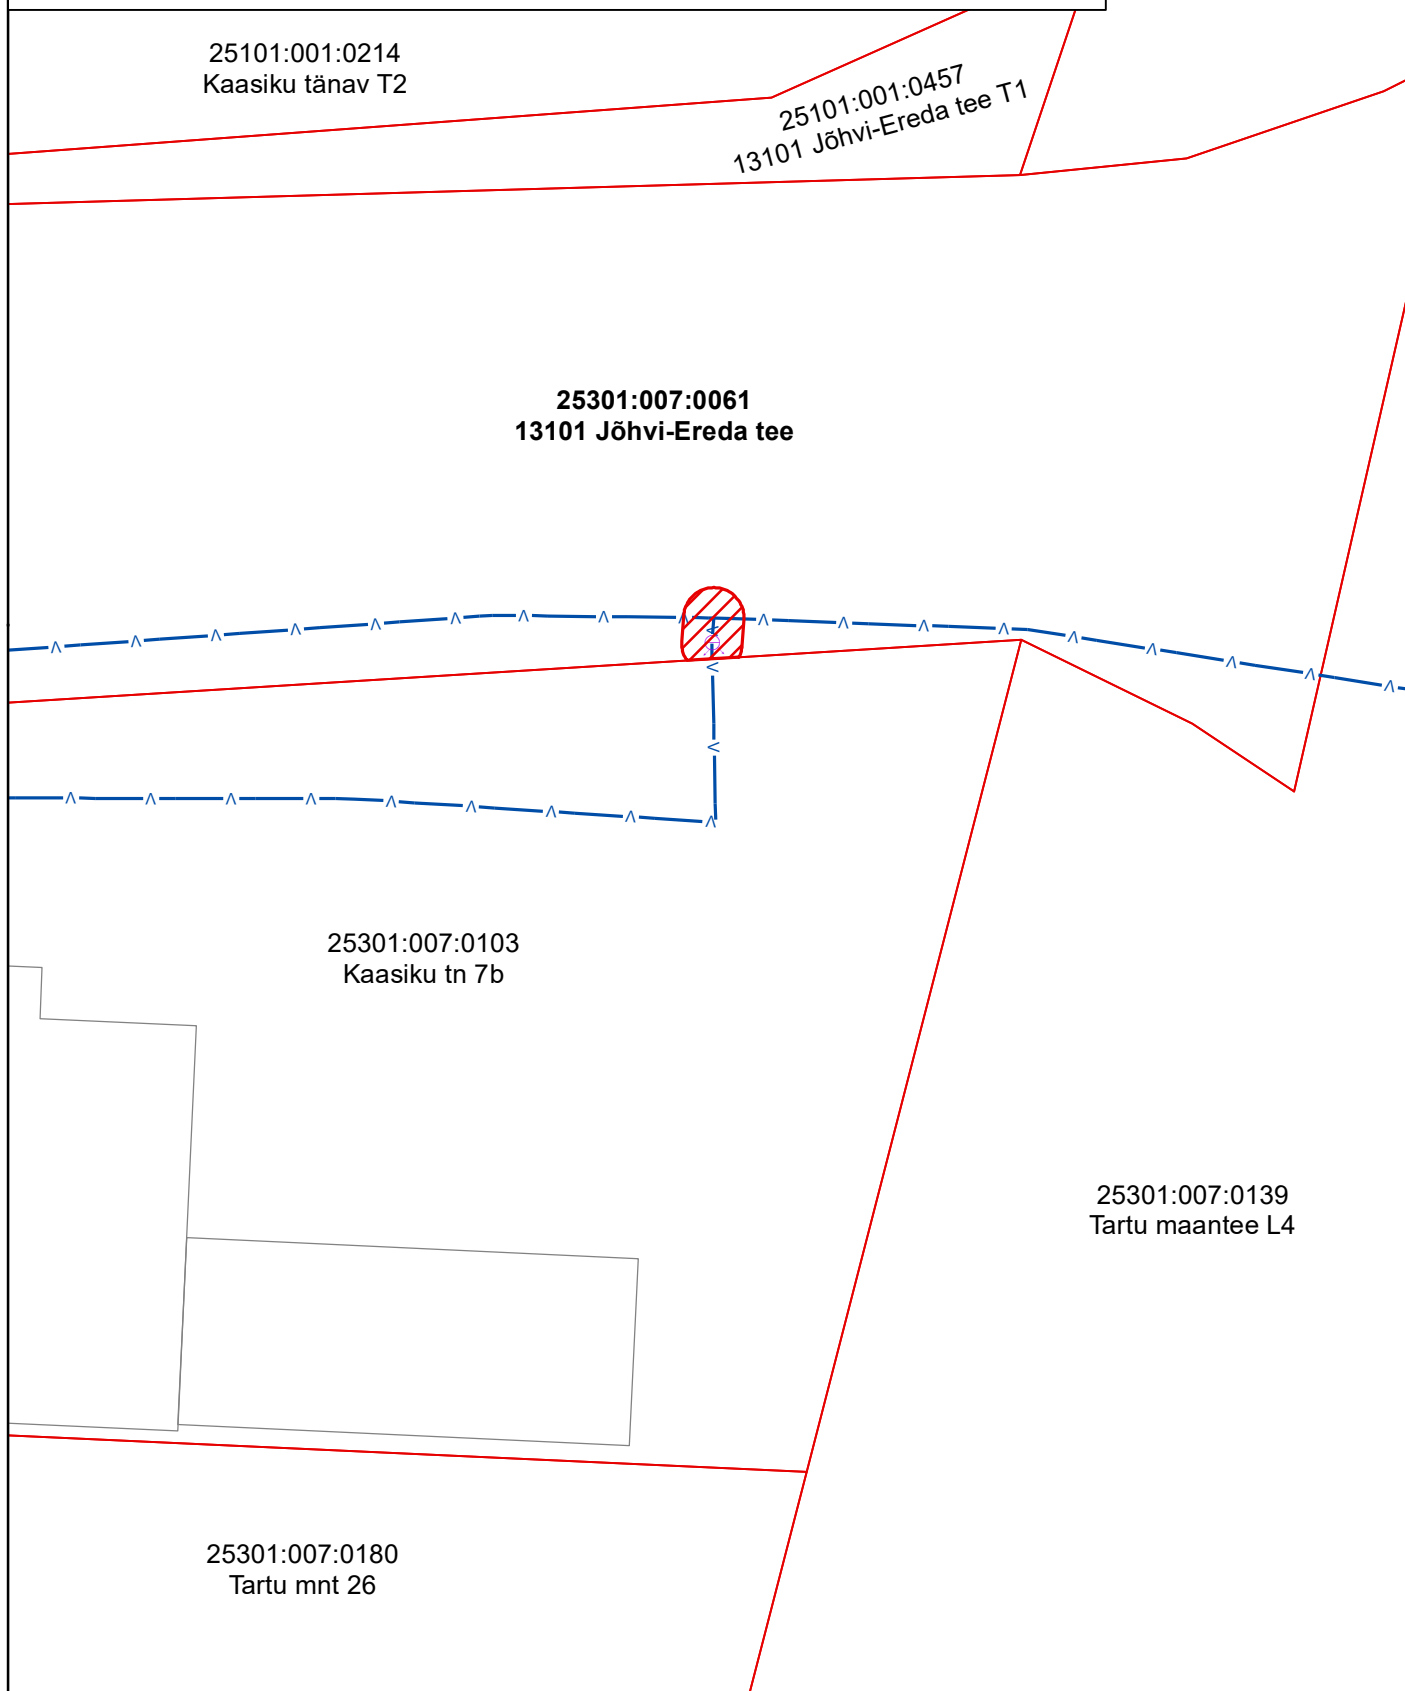 25101:001:0214
Kaasiku tänav T2
25101:001:0457
13101 Jõhvi-Ereda tee T1
25301:007:0061
13101 Jõhvi-Ereda tee
25301:007:0103
Kaasiku tn 7b
25301:007:0139
Tartu maantee L4
25301:007:0180
Tartu mnt 26